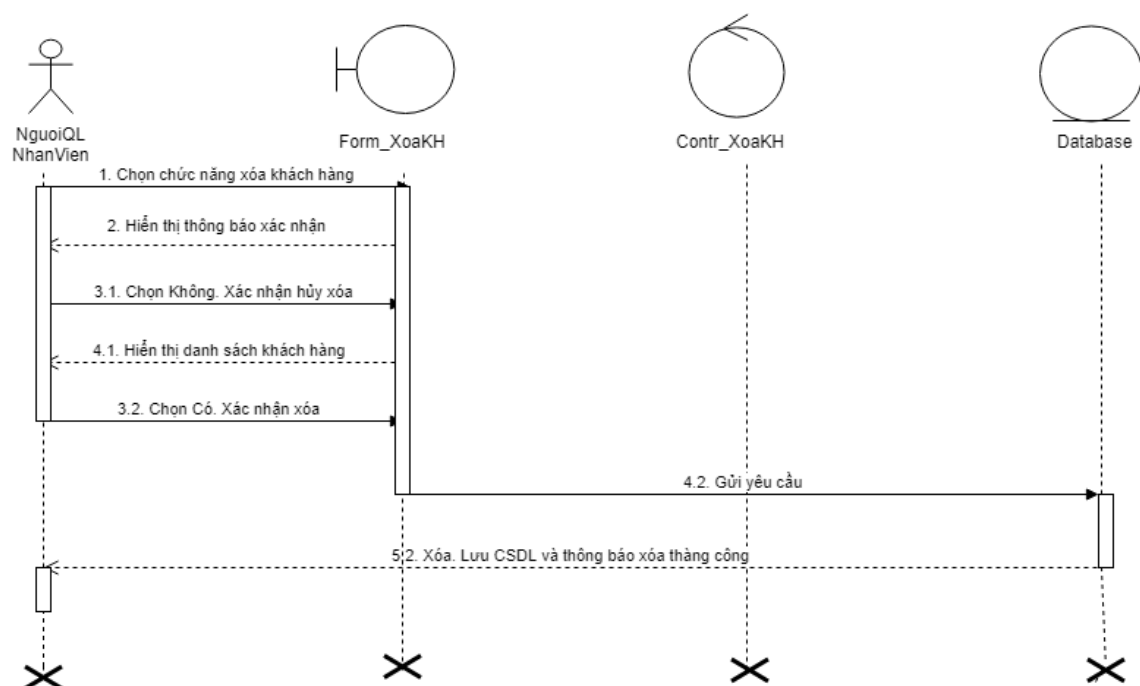 NguoiQL
NhanVien
Form_XoaKH
Contr_XoaKH
Database
1. Chọn chức năng xóa khách hàng
2. Hiển thị thông báo xác nhận
3.1. Chọn Không. Xác nhận hủy xóa
4.1. Hiển thị danh sách khách hàng
3.2. Chọn Có. Xác nhận xóa
4.2. Gửi yêu cầu
5.2. Xóa. Lưu CSDL và thông báo xóa thàng công